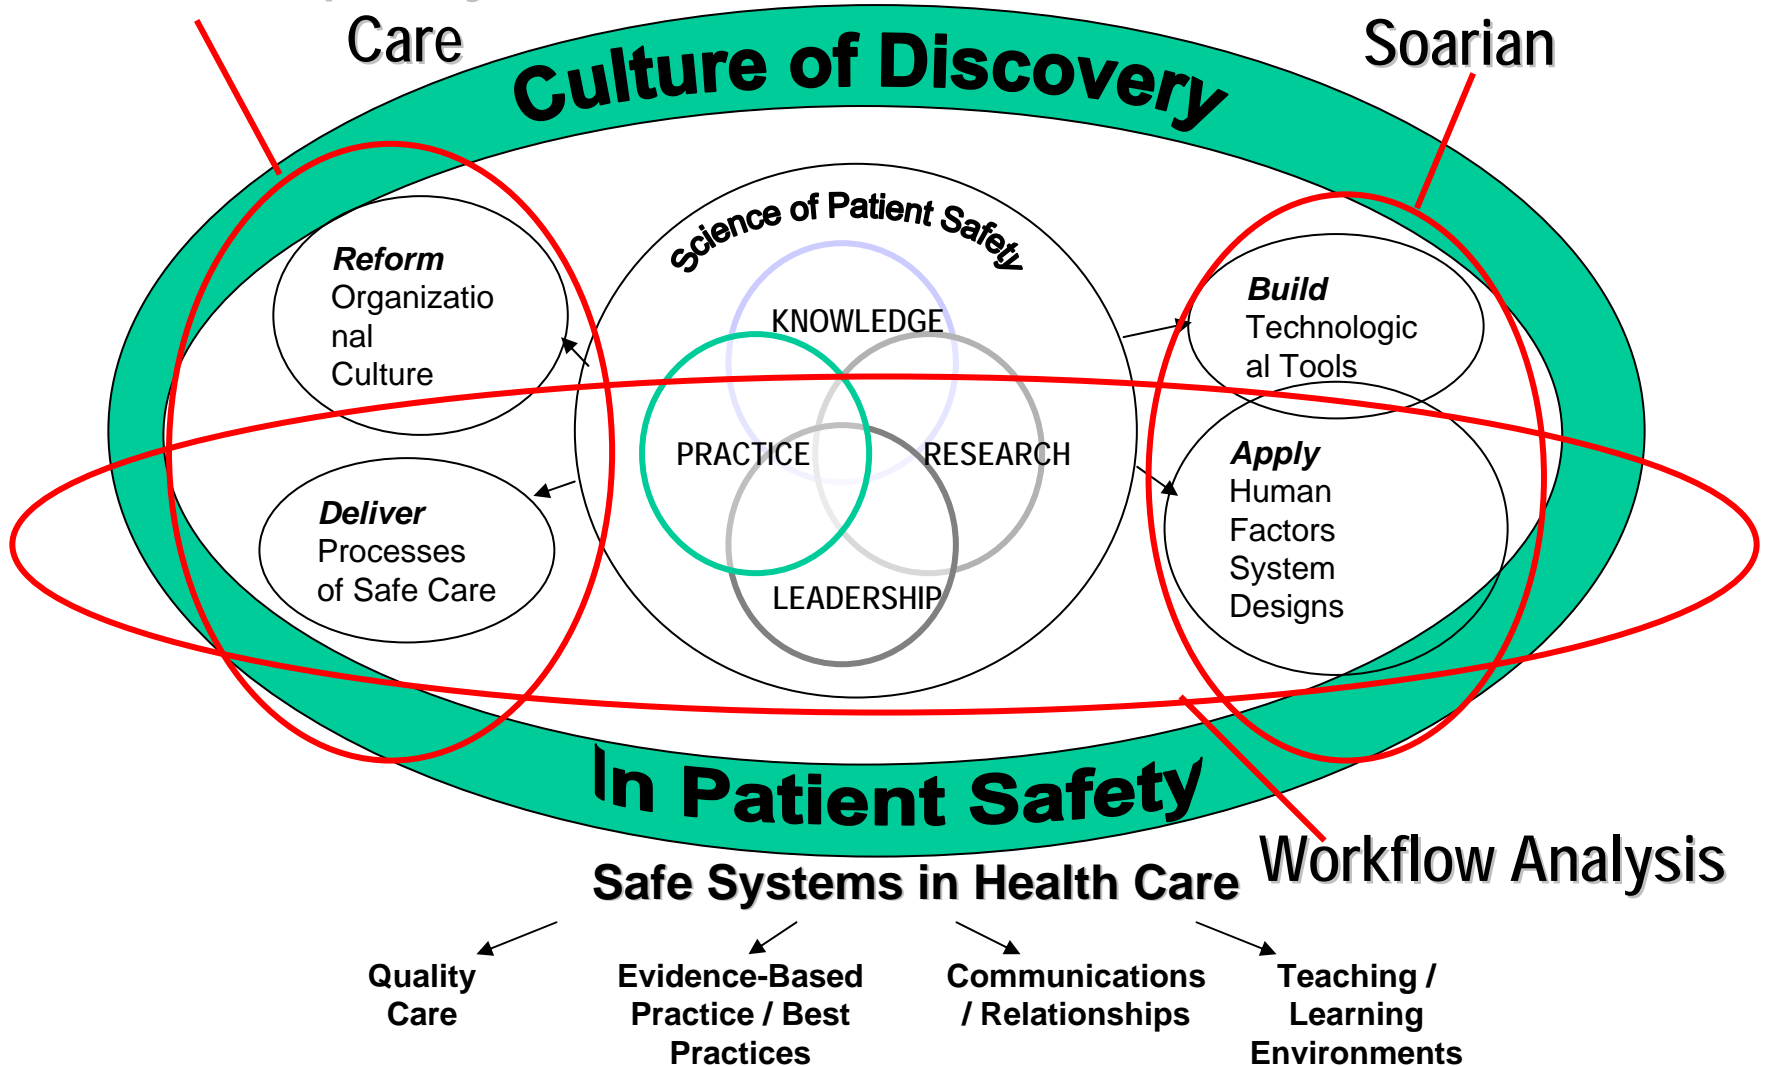 Care
Soarian
Culture of Discovery
Science of Patient Safety
Reform
Organizatio
nal
Culture
KNOWLEDGE
Build
Technologic
al Tools
PRACTICE
RESEARCH
Apply
Human
Factors
System
Designs
Deliver
Processes
of Safe Care
LEADERSHIP
In Patient Safety
Workflow Analysis
Safe Systems in Health Care
Quality
Care
Evidence-Based
Practice / Best
Practices
Communications
/ Relationships
Teaching /
Learning
Environments